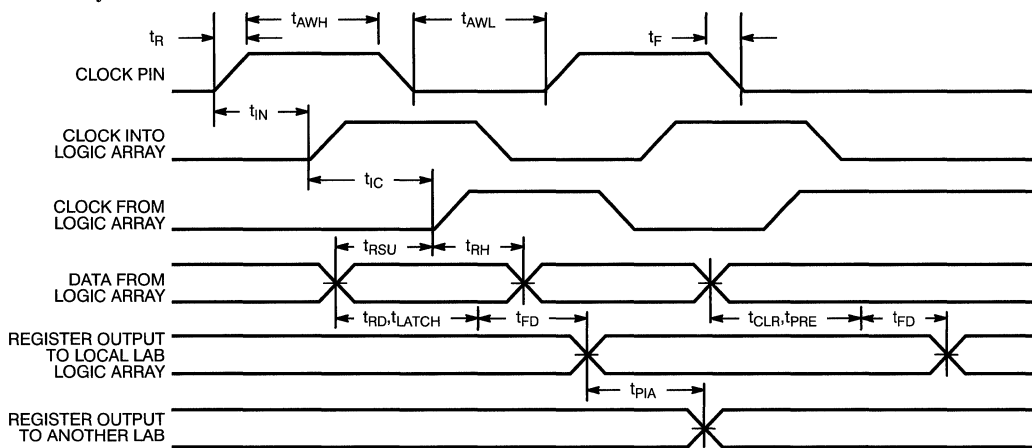 tAWH
tAWL
tR
tF
CLOCK PIN
tIN
CLOCK INTO
LOGIC ARRAY
tIC
CLOCK FROM
LOGIC ARRAY
tRSU
tRH
DATA FROM
LOGIC ARRAY
tRD,tLATCH
tFD
tCLR,tPRE
tFD
REGISTER OUTPUT
TO LOCAL LAB
LOGIC ARRAY
tPIA
REGISTER OUTPUT
TO ANOTHER LAB